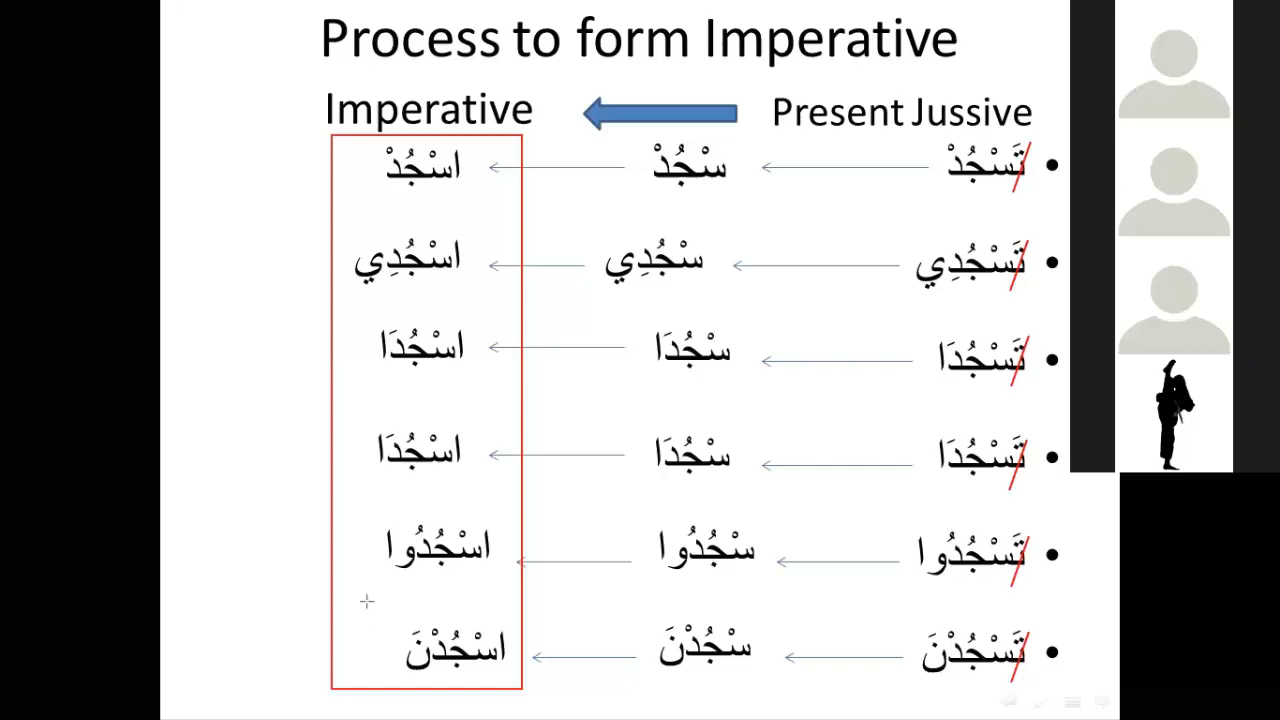 Process to form Imperative
Imperative Present Jussive
• تَسْجُدْ سْجُدْ اسْجُدْ
• تَسْجُدِي سْجُدِي اسْجُدِي
• تَسْجُدَا سْجُدَا اسْجُدَا
• تَسْجُدَا سْجُدَا اسْجُدَا
• تَسْجُدُوا سْجُدُوا اسْجُدُوا
• تَسْجُدْنَ سْجُدْنَ اسْجُدْنَ